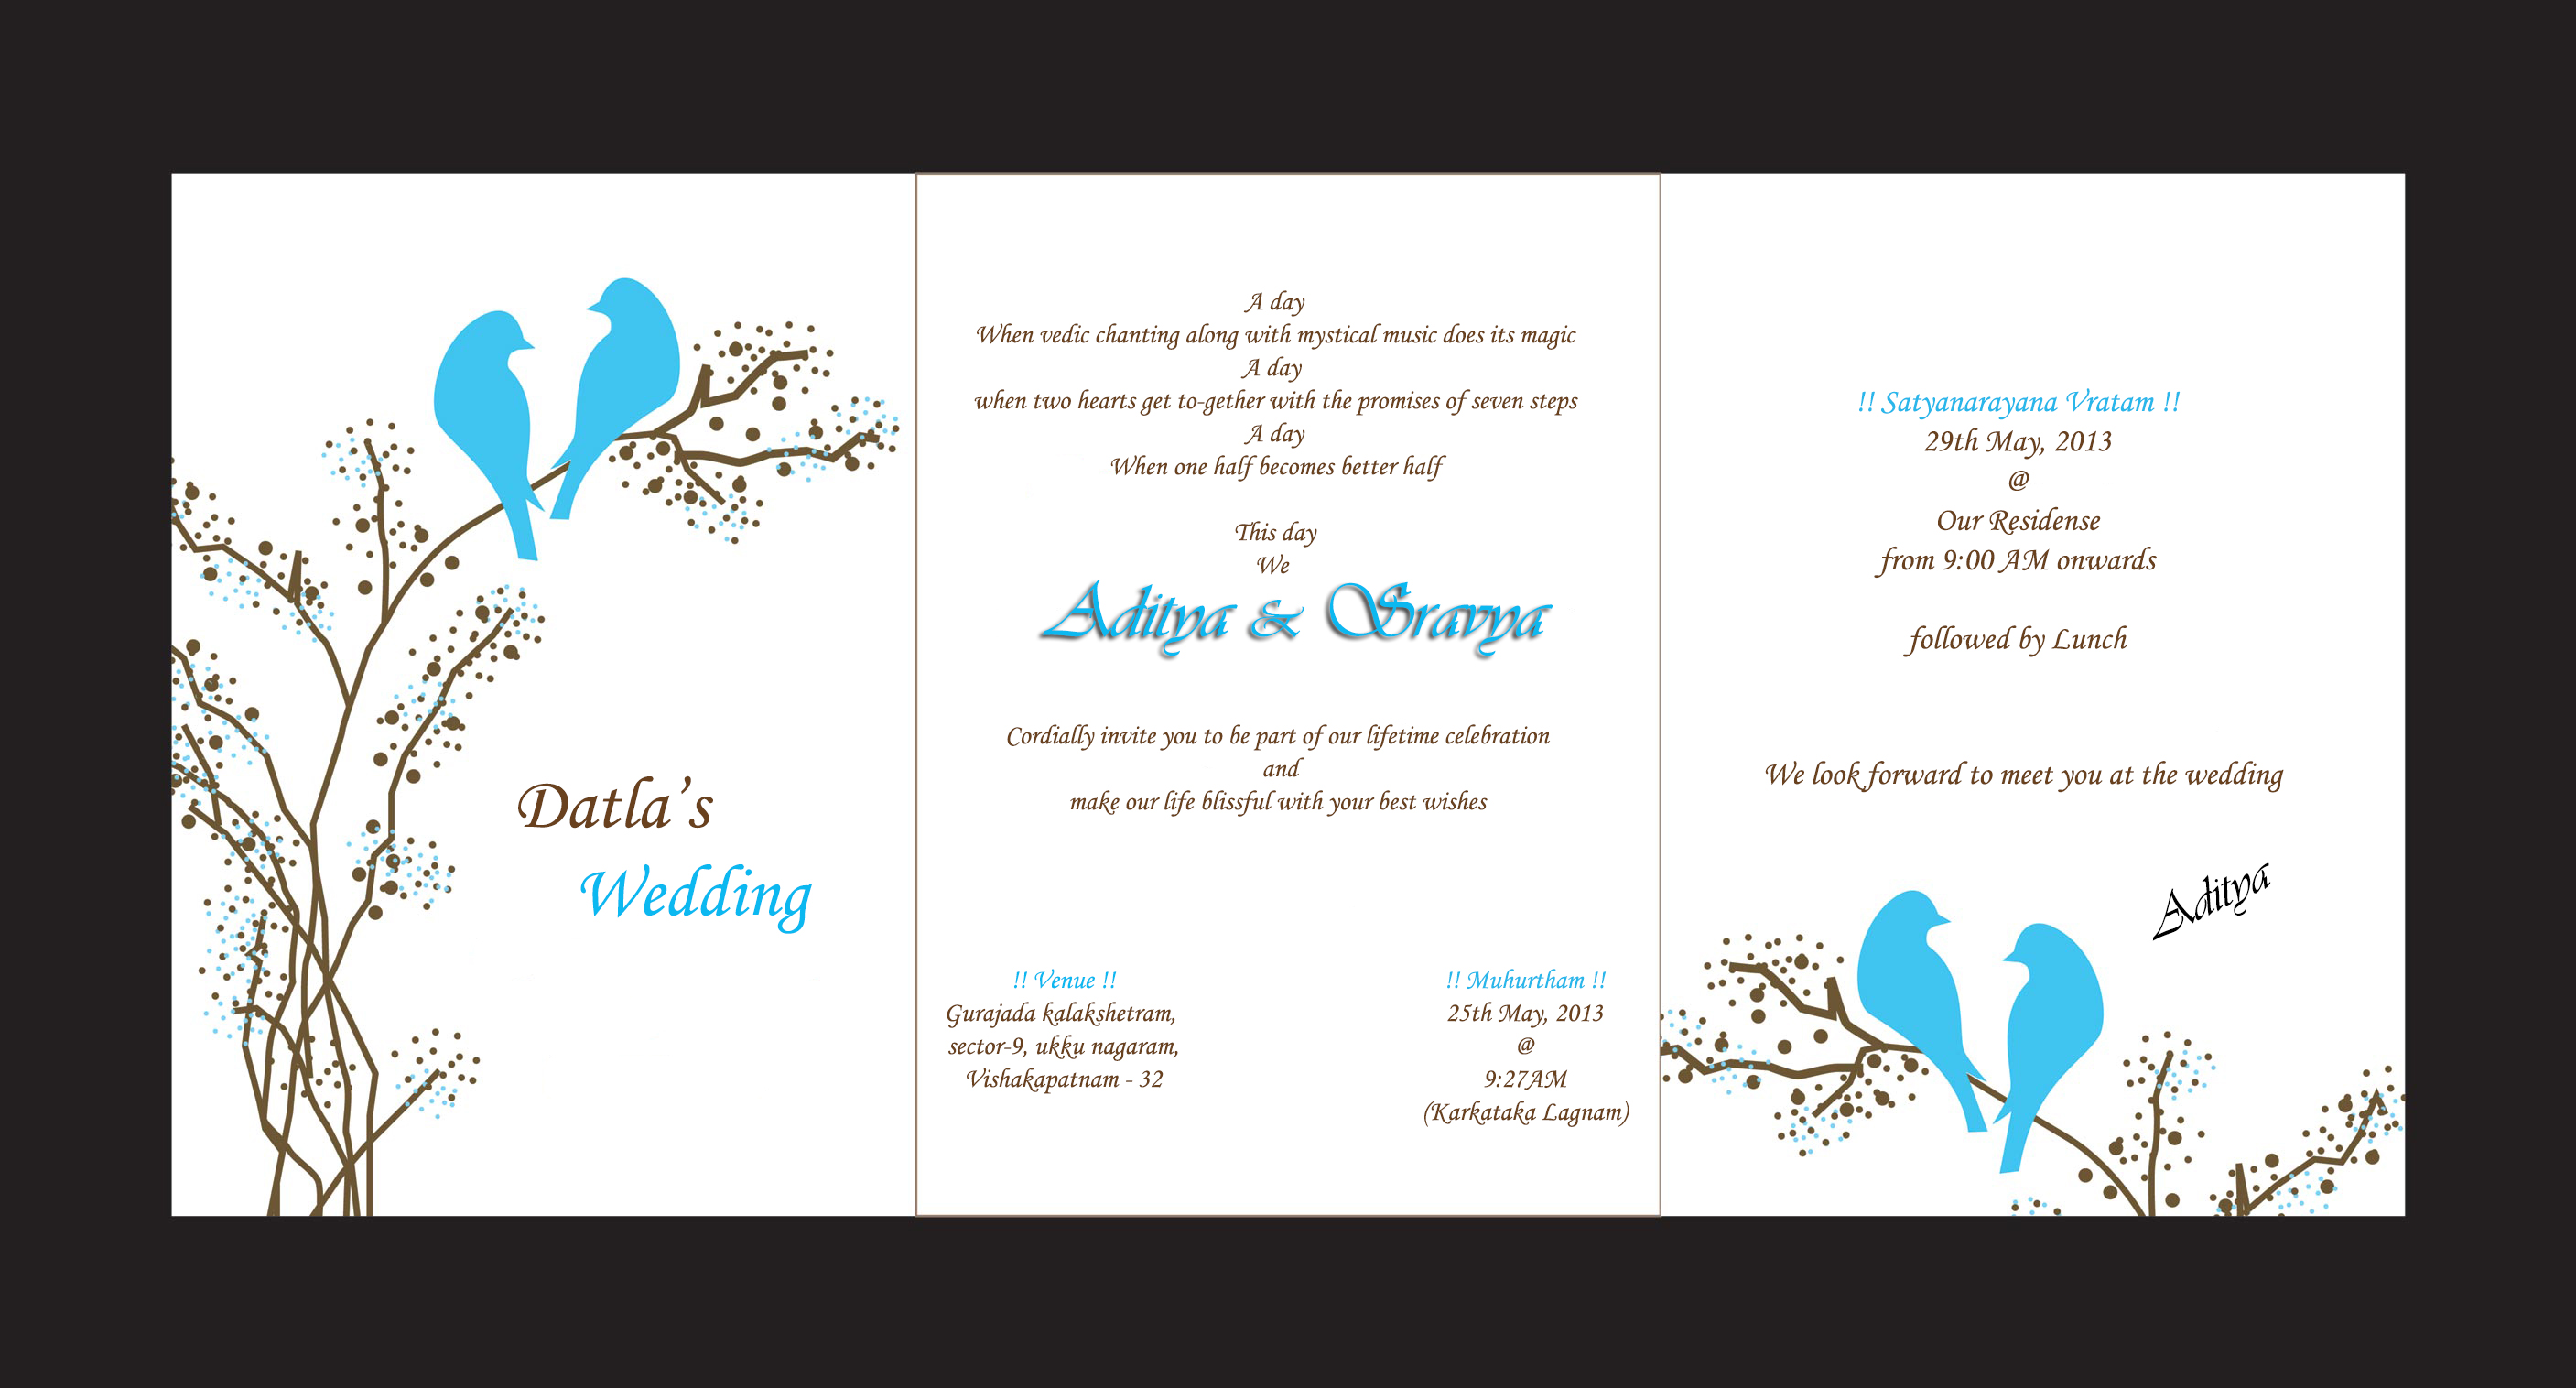 Datla’s
Wedding
A day
When vedic chanting along with mystical music does its magic
A day
when two hearts get to-gether with the promises of seven steps
A day
When one half becomes better half
This day
We
Aditya & Sravya
Cordially invite you to be part of our lifetime celebration
and
make our life blissful with your best wishes
!! Venue !!
Gurajada kalakshetram,
sector-9, ukku nagaram,
Vishakapatnam - 32
!! Muhurtham !!
25th May, 2013
@
9:27AM
(Karkataka Lagnam)
!! Satyanarayana Vratam !!
29th May, 2013
@
Our Residense
from 9:00 AM onwards
followed by Lunch
We look forward to meet you at the wedding
Aditya